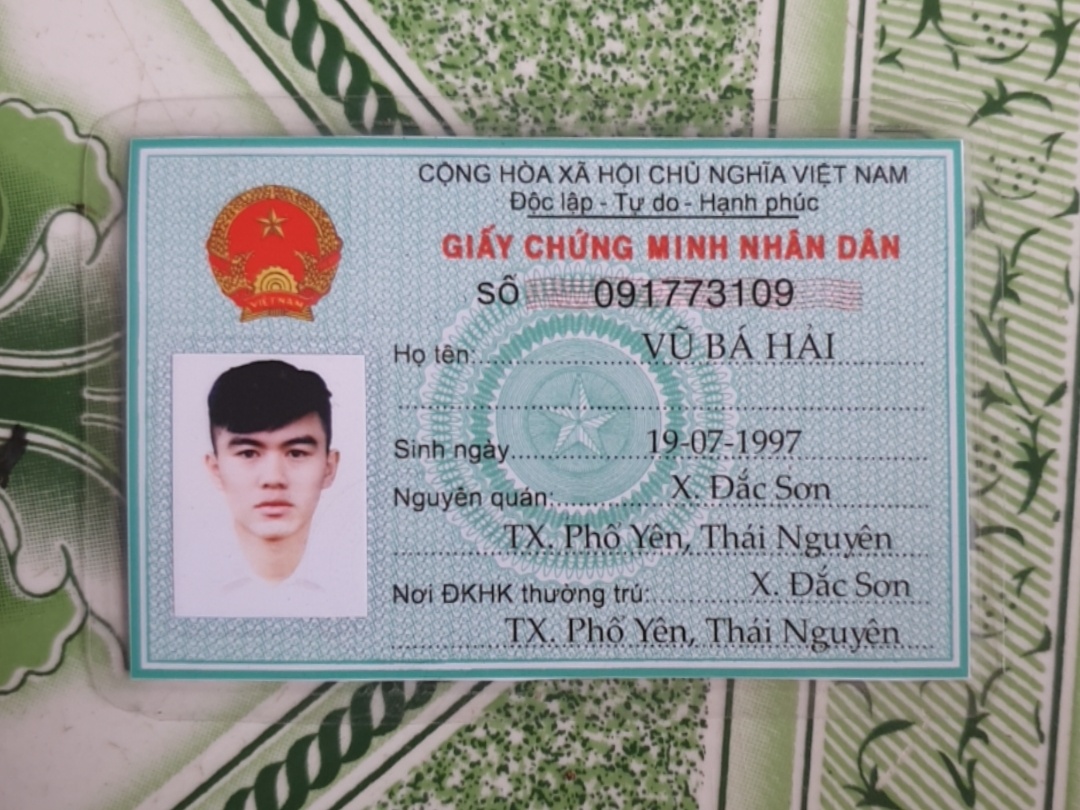 CỘNG HÒA XÃ HỘI CHỦ NGHĨA VIỆT NAM
Độc lập - Tự do - Hạnh phúc
GIẤY CHỨNG MINH NHÂN DÂN
SỐ 091773109
VIỆT NAM
Họ tên: VŨ BÁ HẢI
Sinh ngày 19-07-1997
Nguyên quán: X. Đắc Sơn
TX. Phổ Yên, Thái Nguyên
Nơi ĐKHK thường trú: X. Đắc Sơn
TX. Phổ Yên, Thái Nguyên